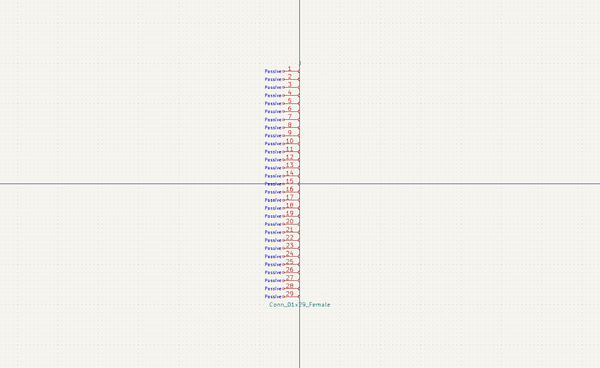 J
Passive 1
Passive 2
Passive 3
Passive 4
Passive 5
Passive 6
Passive 7
Passive 8
Passive 9
Passive 10
Passive 11
Passive 12
Passive 13
Passive 14
Passive 15
Passive 16
Passive 17
Passive 18
Passive 19
Passive 20
Passive 21
Passive 22
Passive 23
Passive 24
Passive 25
Passive 26
Passive 27
Passive 28
Passive 29
Conn_01x29_Female